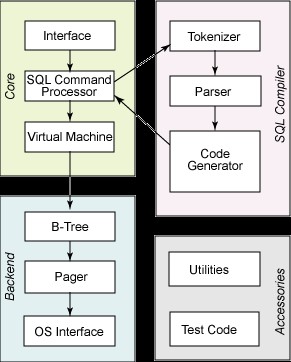 Core
Interface
SQL Command
Processor
Virtual Machine
SQL Compiler
Tokenizer
Parser
Code
Generator
Backend
B-Tree
Pager
OS Interface
Accessories
Utilities
Test Code